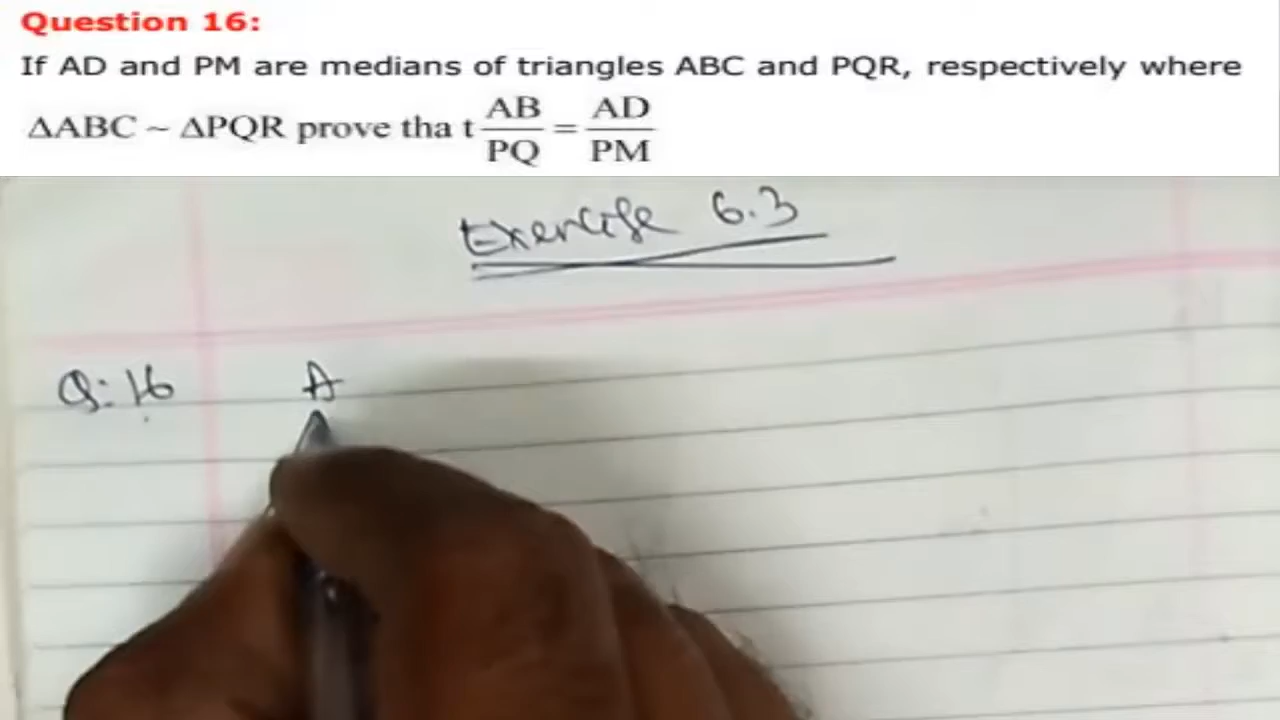 Question 16:
If AD and PM are medians of triangles ABC and PQR, respectively where
ΔABC ~ ΔPQR prove tha t AB/PQ = AD/PM
Exercise 6.3
Q: 16 A